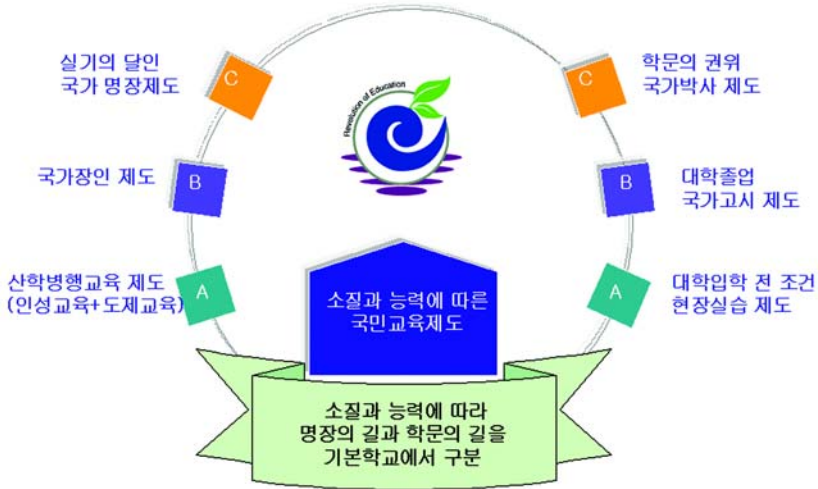 실기의 달인
국가 명장제도
C
국가장인 제도
B
산학병행교육 제도
(인성교육+도제교육)
A
Revolution of Education
C
학문의 권위
국가박사 제도
B
대학졸업
국가고시 제도
A
대학입학 전 조건
현장실습 제도
소질과 능력에 따른
국민교육제도
소질과 능력에 따라
명장의 길과 학문의 길을
기본학교에서 구분